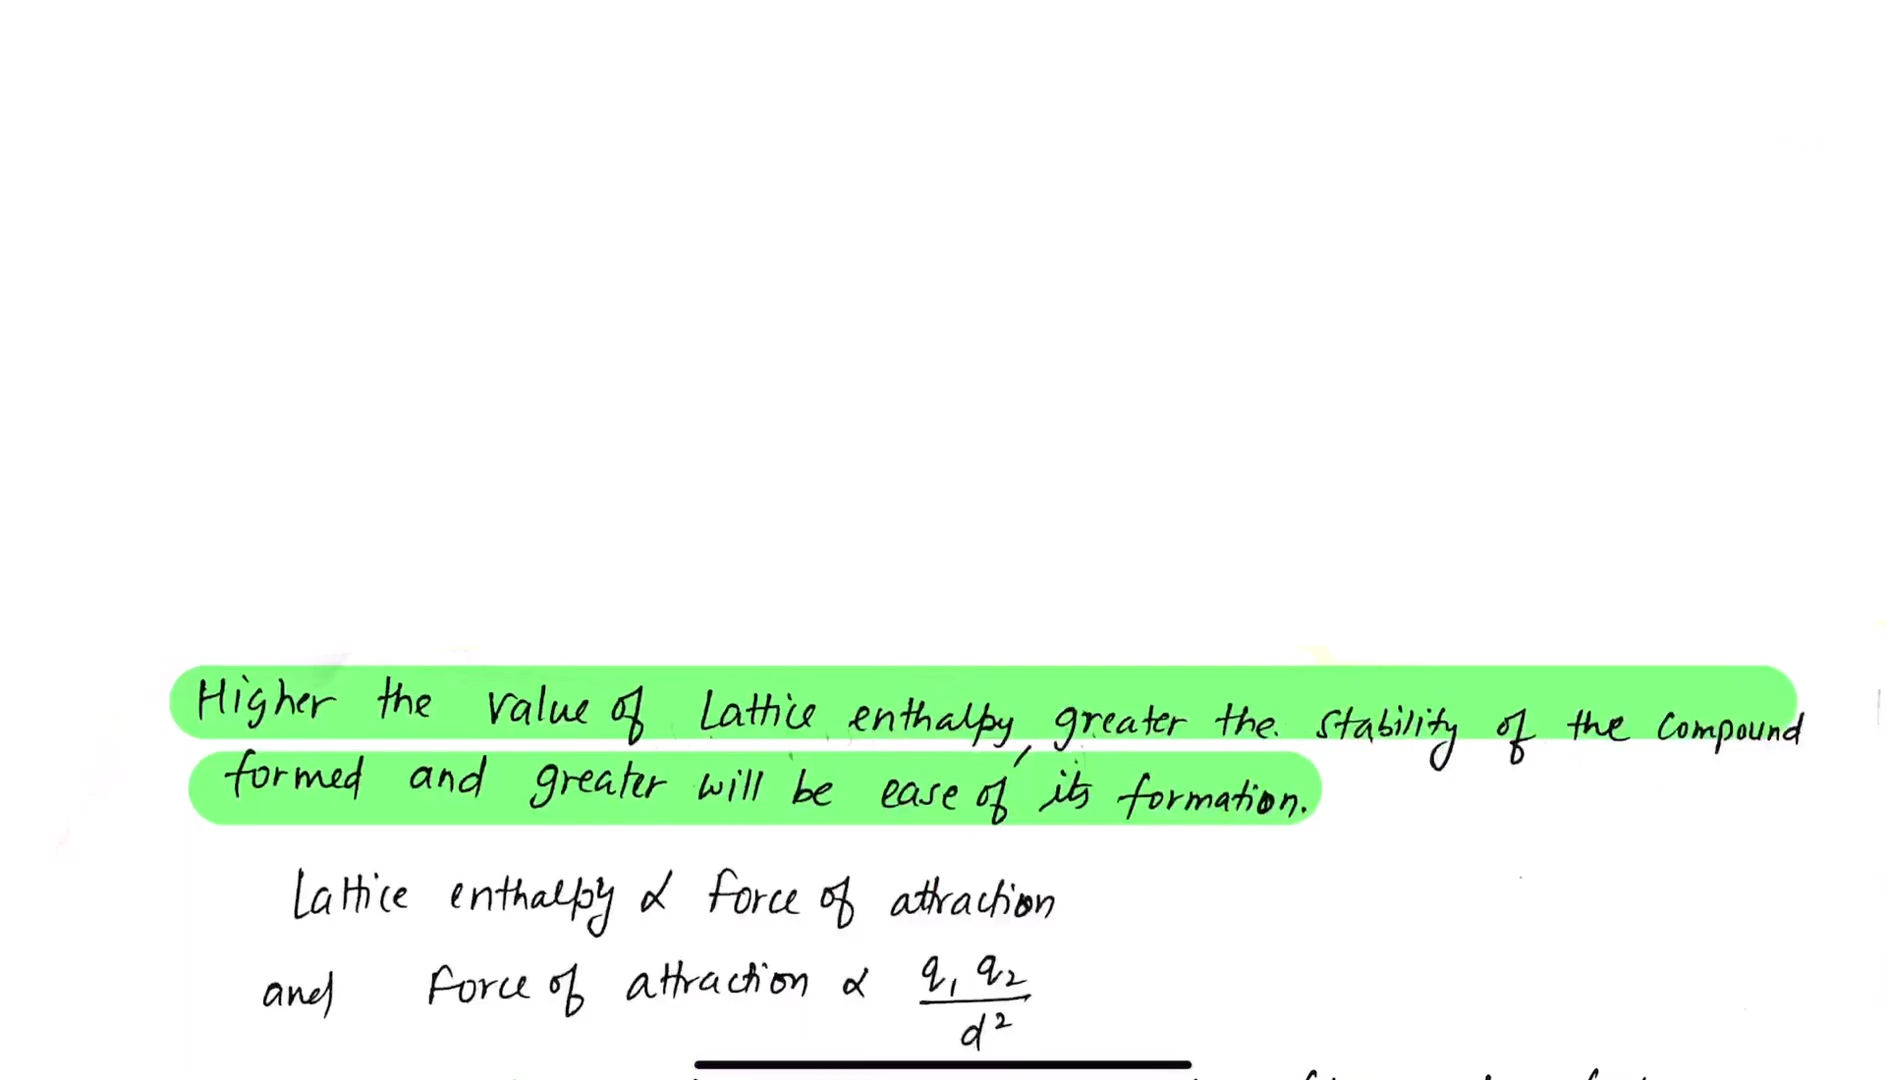 Higher the value of Lattice enthalpy, greater the stability of the compound
formed and greater will be ease of its formation.
Lattice enthalpy ∝ Force of attraction
and Force of attraction ∝ q₁ q₂ / d²